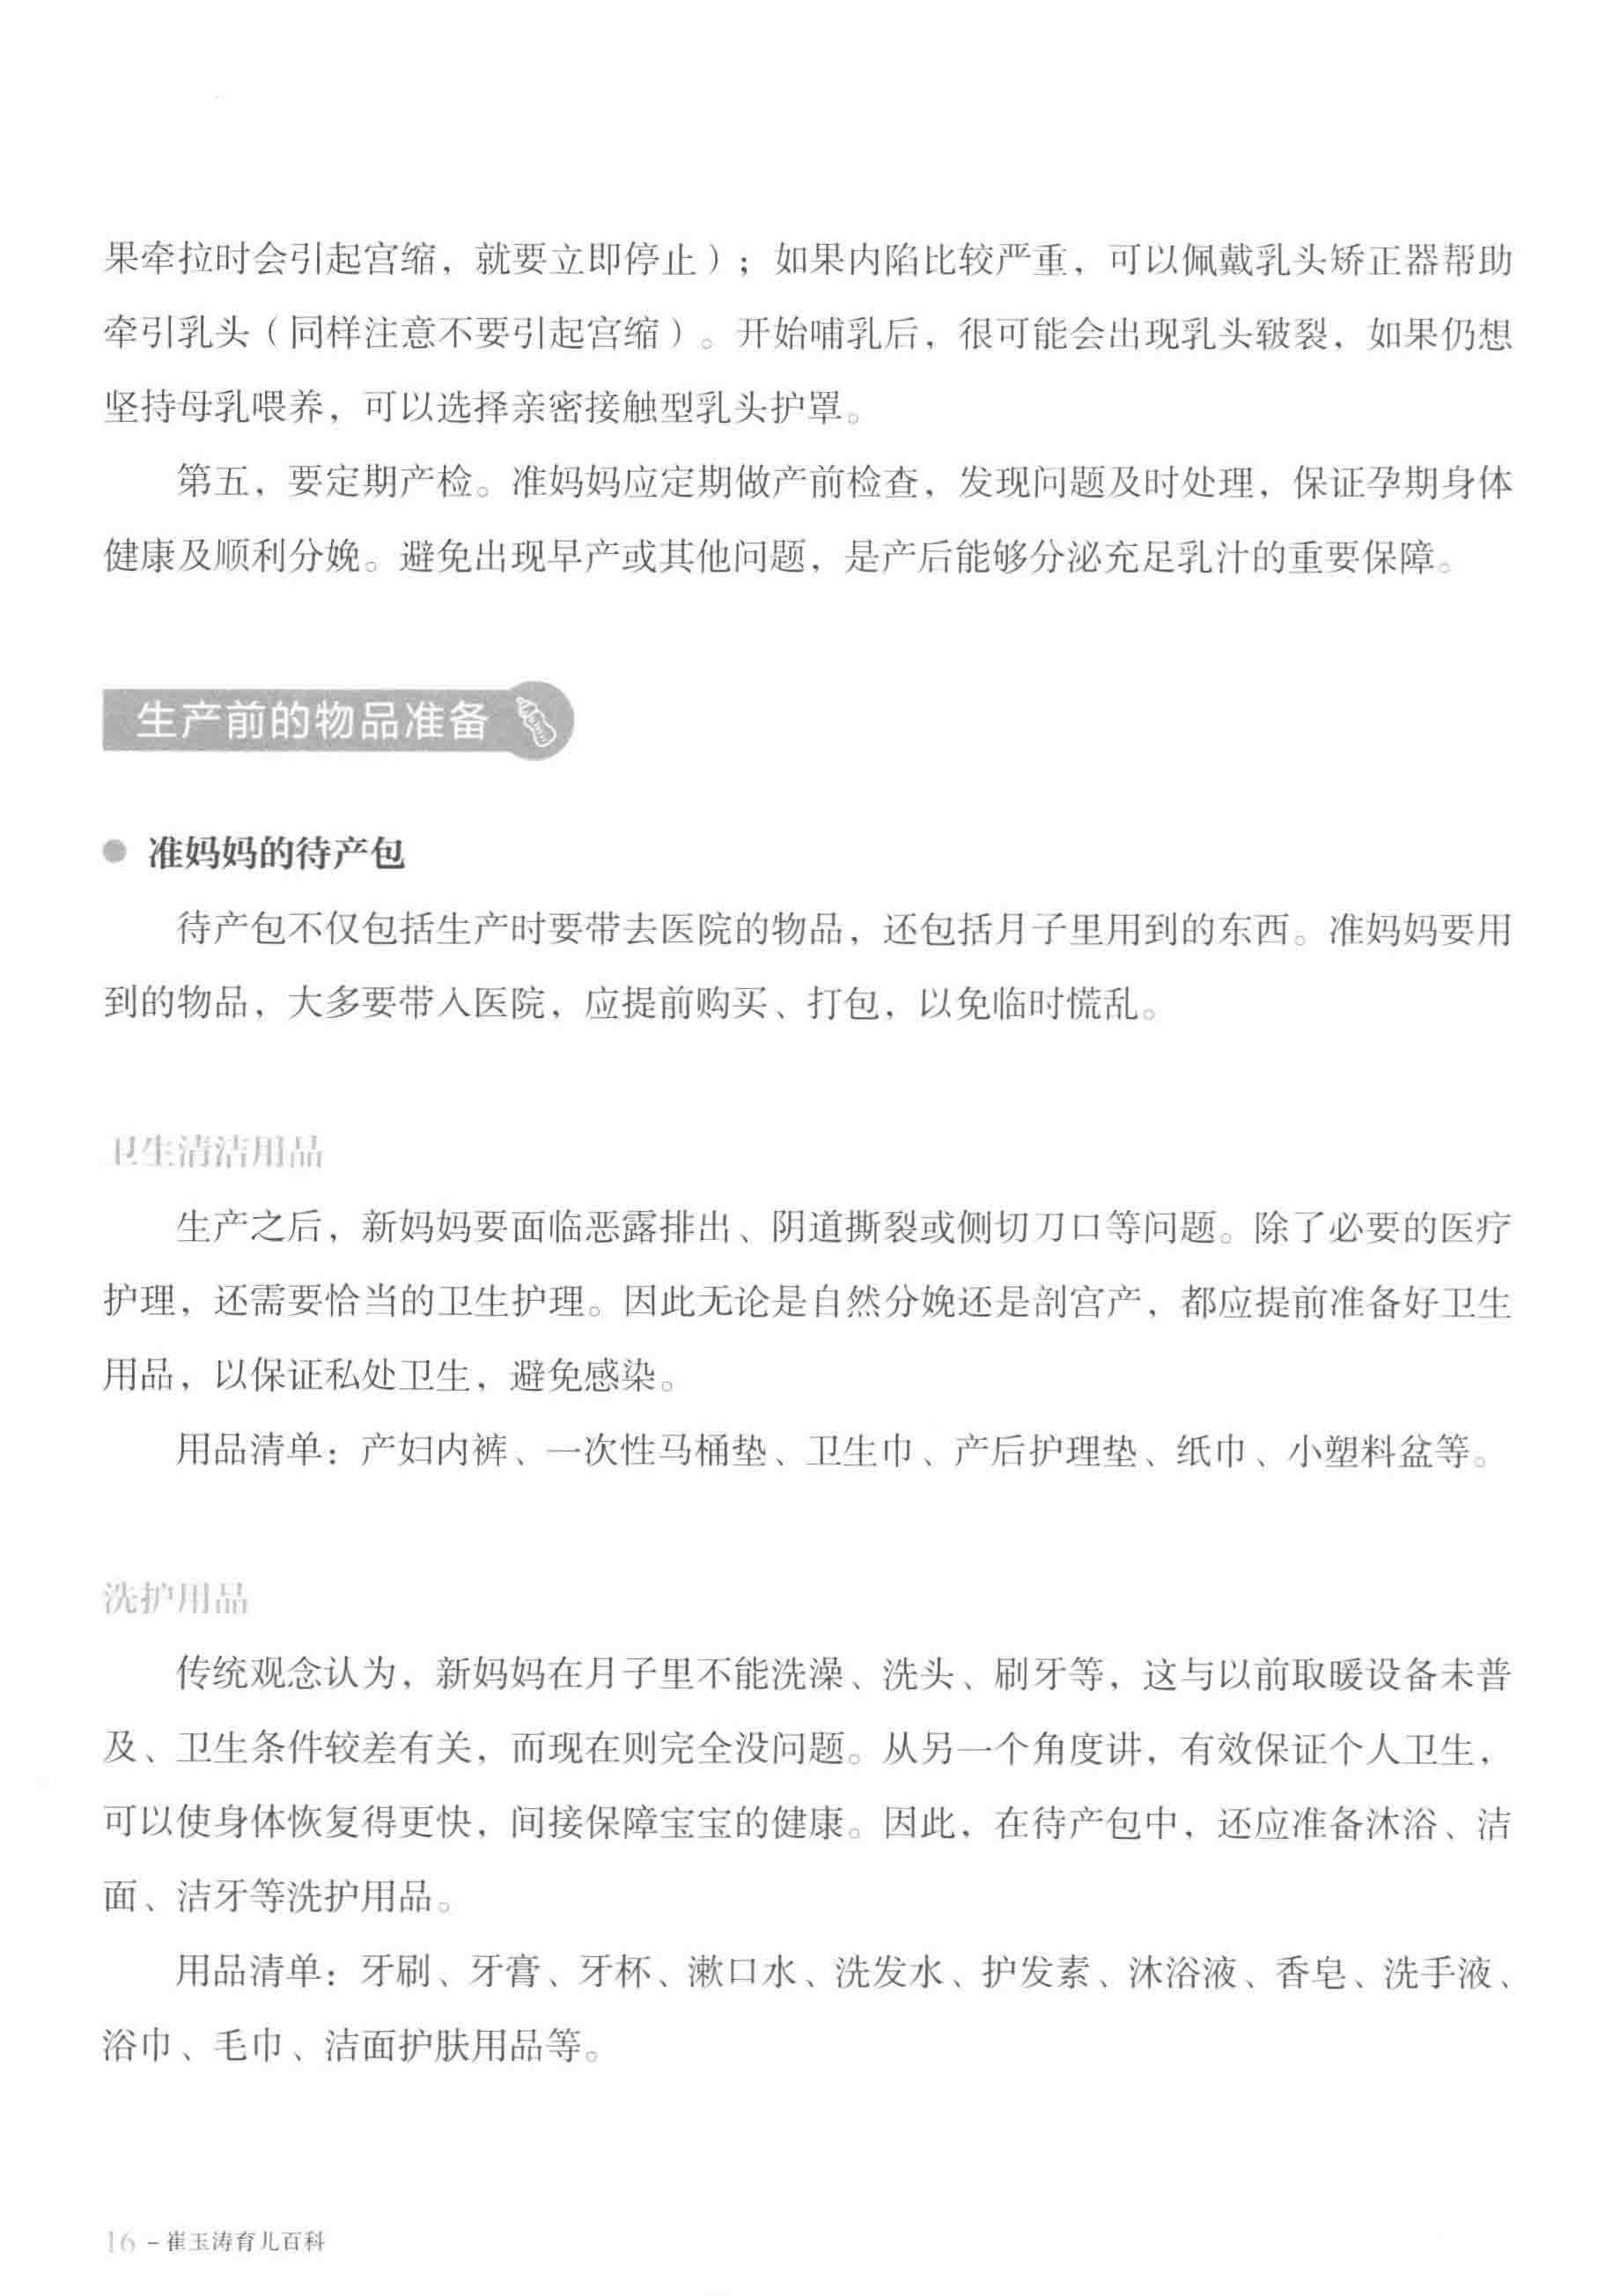 果牵拉时会引起宫缩，就要立即停止）；如果内陷比较严重，可以佩戴乳头矫正器帮助
牵引乳头（同样注意不要引起宫缩）。开始哺乳后，很可能会出现乳头皲裂，如果仍想
坚持母乳喂养，可以选择亲密接触型乳头护罩。
第五，要定期产检。准妈妈应定期做产前检查，发现问题及时处理，保证孕期身体
健康及顺利分娩。避免出现早产或其他问题，是产后能够分泌充足乳汁的重要保障。
生产前的物品准备
● 准妈妈的待产包
待产包不仅包括生产时要带去医院的物品，还包括月子里用到的东西。准妈妈要用
到的物品，大多要带入医院，应提前购买、打包，以免临时慌乱。
卫生清洁用品
生产之后，新妈妈要面临恶露排出、阴道撕裂或侧切刀口等问题。除了必要的医疗
护理，还需要恰当的卫生护理。因此无论是自然分娩还是剖宫产，都应提前准备好卫生
用品，以保证私处卫生，避免感染。
用品清单：产妇内裤、一次性马桶垫、卫生巾、产后护理垫、纸巾、小塑料盆等。
洗护用品
传统观念认为，新妈妈在月子里不能洗澡、洗头、刷牙等，这与以前取暖设备未普
及、卫生条件较差有关，而现在则完全没问题。从另一个角度讲，有效保证个人卫生，
可以使身体恢复得更快，间接保障宝宝的健康。因此，在待产包中，还应准备沐浴、洁
面、洁牙等洗护用品。
用品清单：牙刷、牙膏、牙杯、漱口水、洗发水、护发素、沐浴液、香皂、洗手液、
浴巾、毛巾、洁面护肤用品等。
16 – 崔玉涛育儿百科